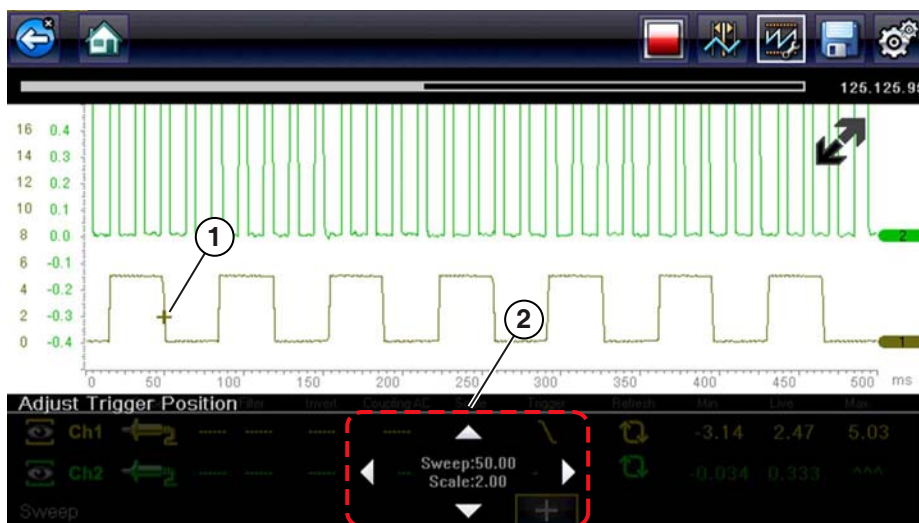 125.125.95
16 0.4
14 0.3
12 0.2
10 0.1
8 0.0
6 -0.1
4 -0.2
2 -0.3
0 -0.4
1
2
2
1
0 50 100 150 200 250 300 350 400 450 500 ms
Adjust Trigger Position
Filter Invert Coupling AC Scale Trigger Refresh Min Live Max
Ch1 ----- ----- ----- ----- -3.14 2.47 5.03
Sweep:50.00
Scale:2.00
Ch2 ----- ----- ----- -0.034 0.333 ^^^
Sweep